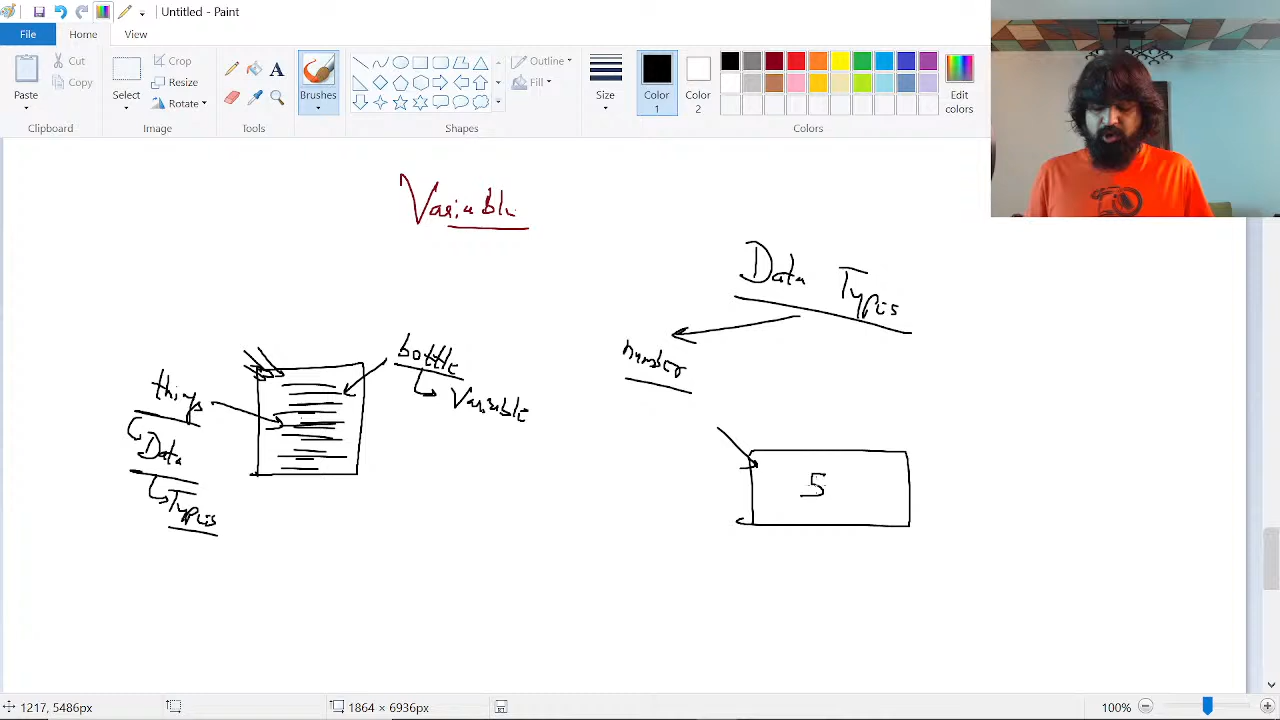 Untitled - Paint
File
Home
View
Paste
Cut
Copy
Clipboard
Select
Crop
Resize
Rotate
Image
A
Tools
Brushes
Outline
Fill
Shapes
Size
Color
1
Color
2
Edit
colors
Colors
Variable
Data Types
number
bottle
Variable
things
Data
Types
5
1217, 5486px
1864 × 6936px
100%